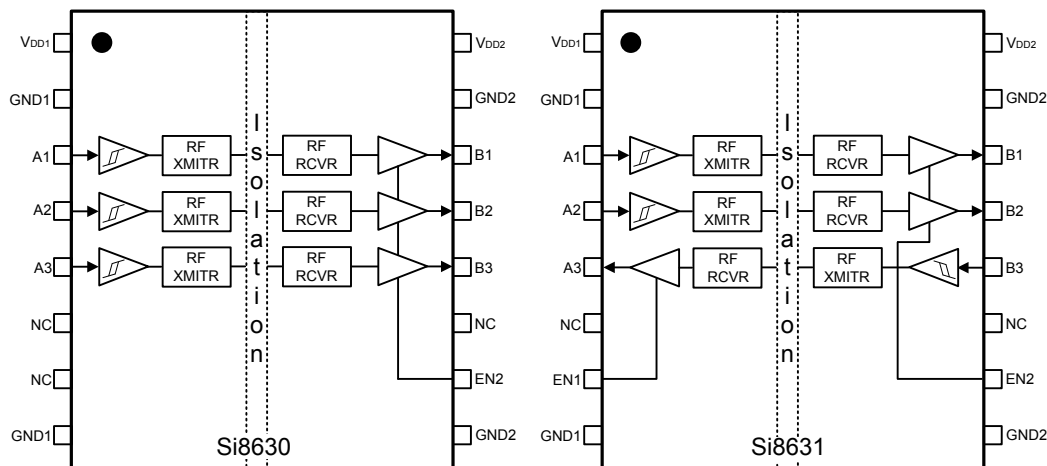 VDD1
VDD2
GND1
GND2
A1
RF XMITR
RF RCVR
B1
A2
RF XMITR
RF RCVR
B2
A3
RF XMITR
RF RCVR
B3
NC
NC
NC
EN2
GND1
GND2
Isolation
Si8630
VDD1
VDD2
GND1
GND2
A1
RF XMITR
RF RCVR
B1
A2
RF XMITR
RF RCVR
B2
A3
RF RCVR
RF XMITR
B3
NC
NC
EN1
EN2
GND1
GND2
Isolation
Si8631